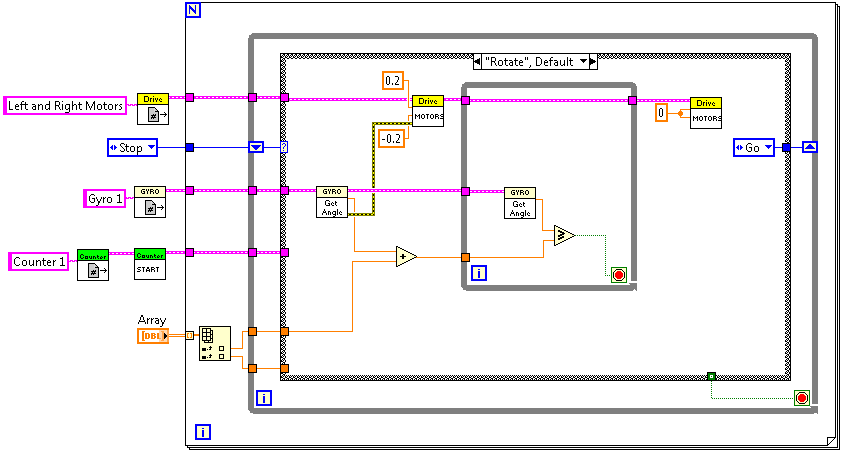 N
"Rotate", Default
0.2
Drive
Left and Right Motors
#
Drive
MOTORS
Drive
MOTORS
0
-0.2
Stop
?
Go
Gyro 1
GYRO
#
GYRO
Get
Angle
GYRO
Get
Angle
≥
+
Counter 1
Counter
#
Counter
START
i
Array
[DBL]
i
i